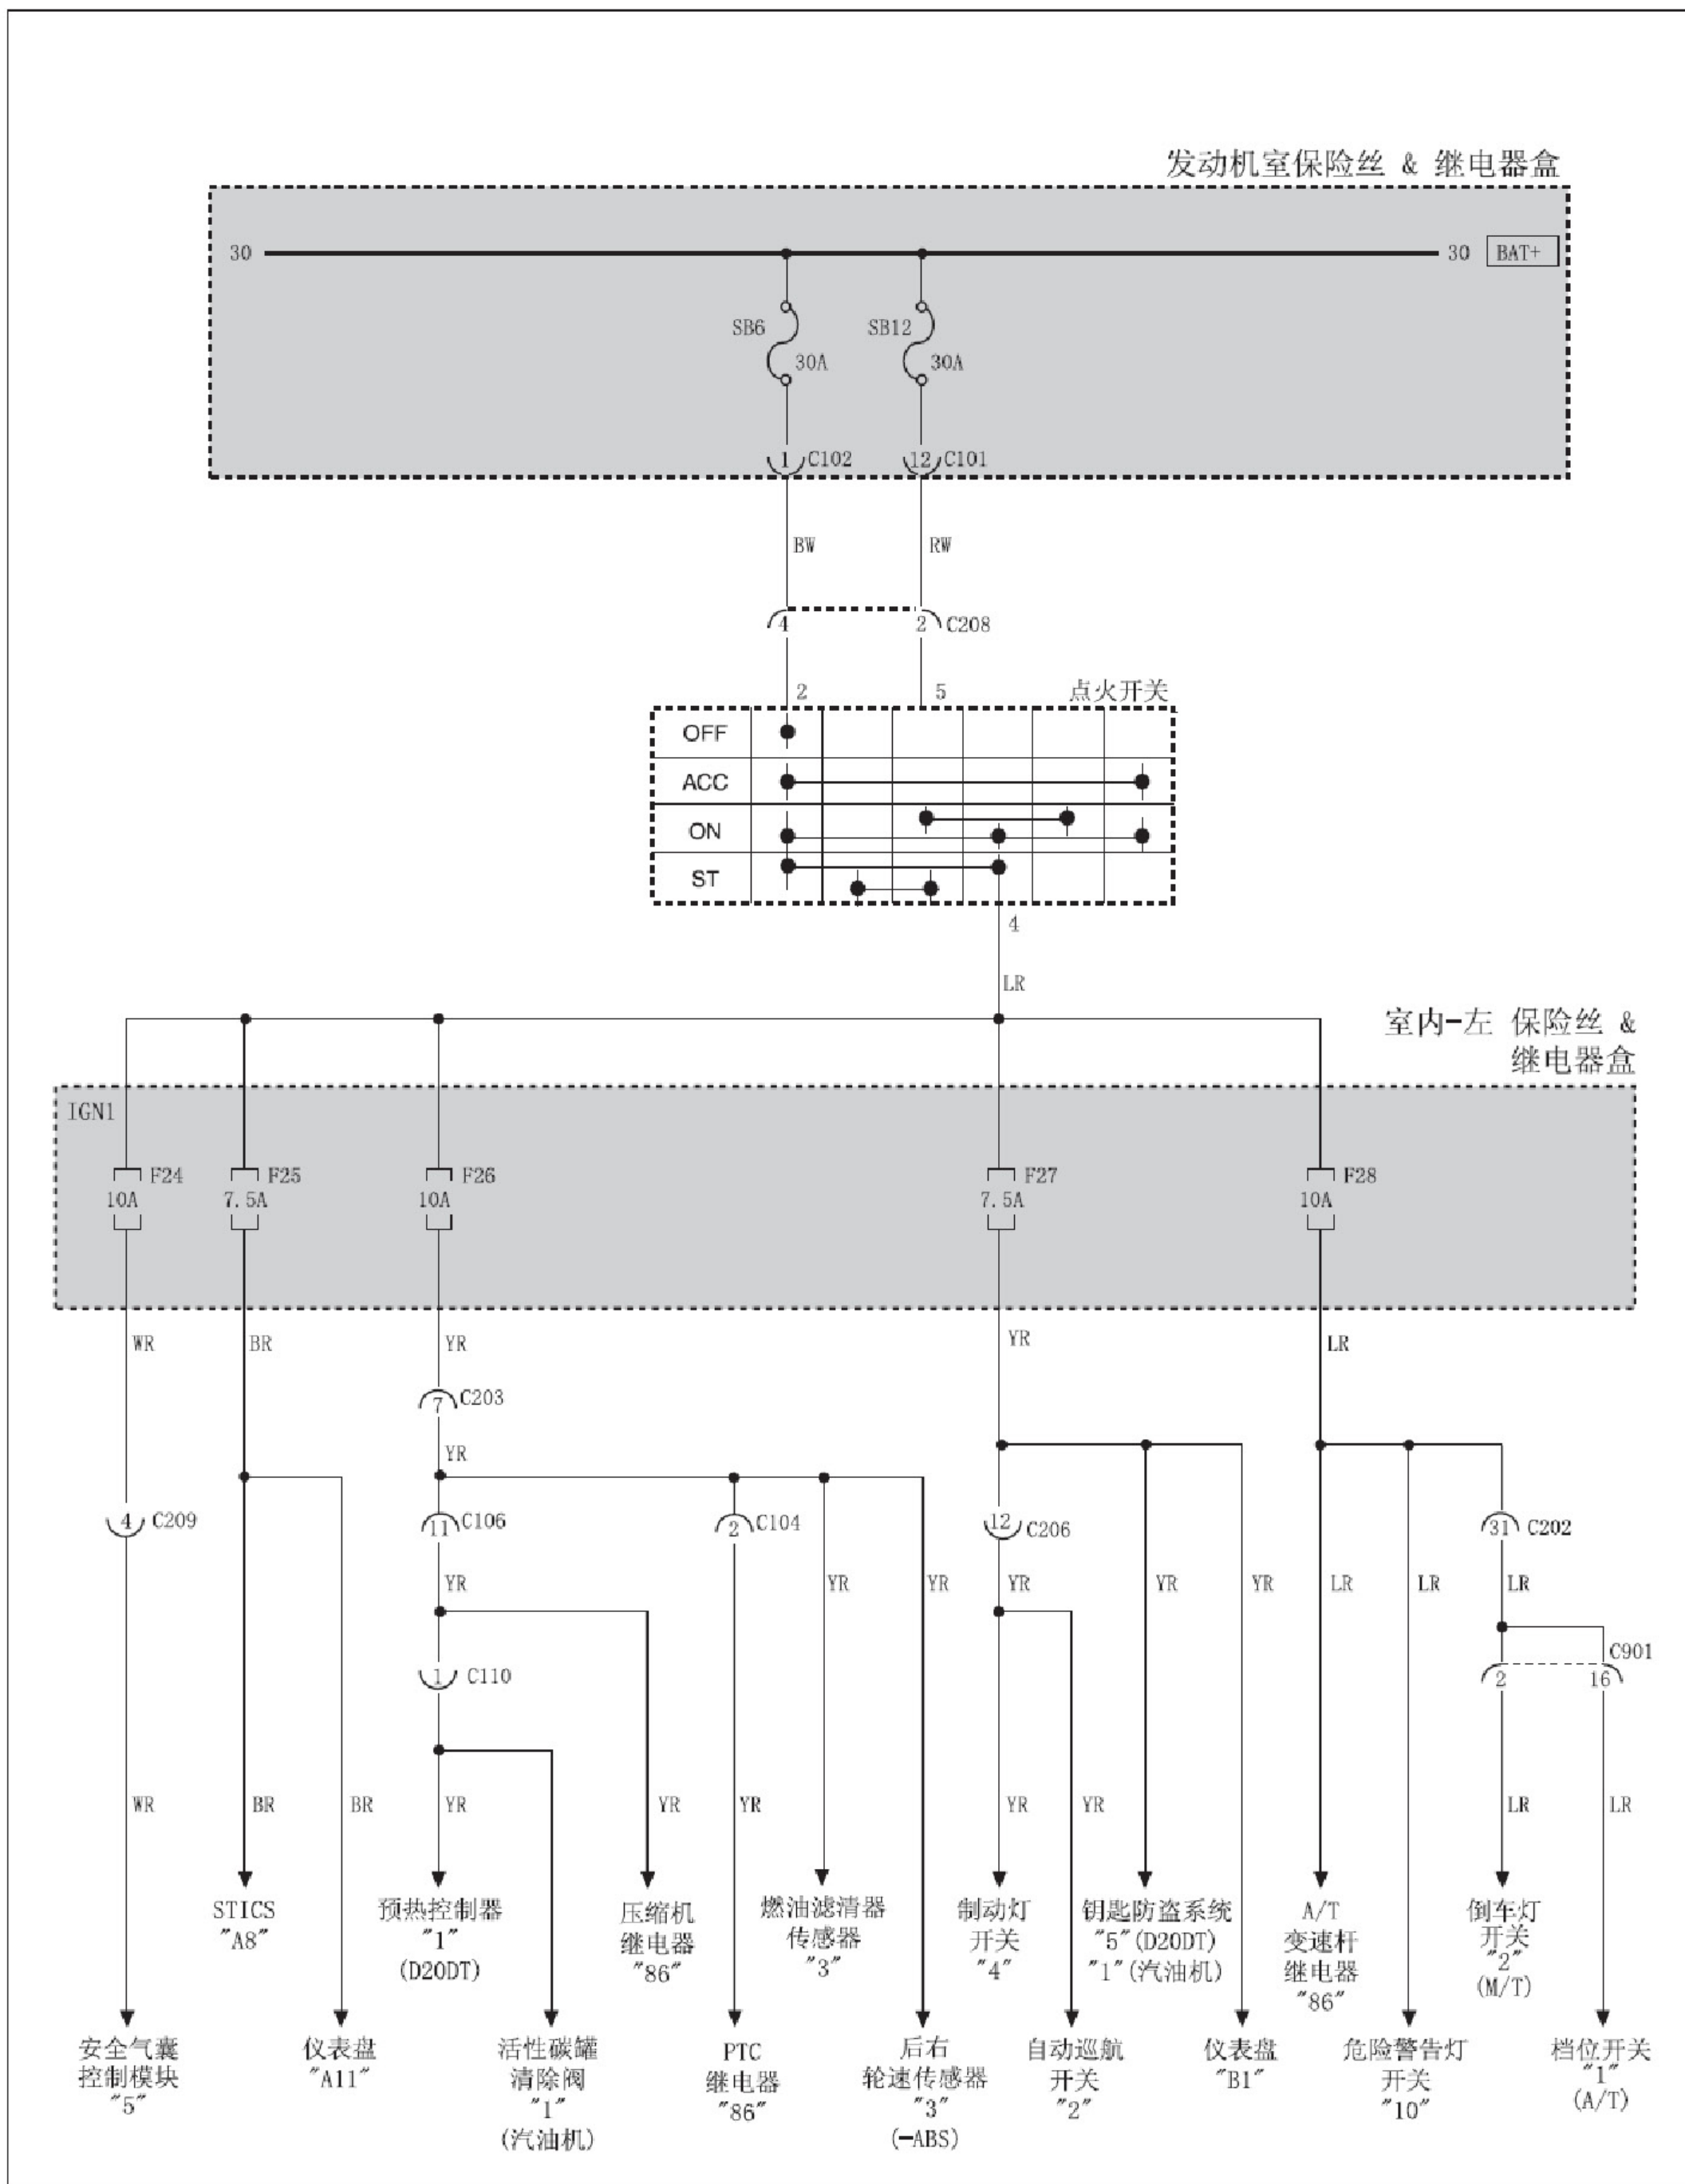 发动机室保险丝 & 继电器盒
30
30 BAT+
SB6 SB12
30A 30A
1 C102 12 C101
BW RW
4 2 C208
2 5 点火开关
OFF
ACC
ON
ST
4
LR
室内-左 保险丝 &
继电器盒
IGN1
F24 F25 F26 F27 F28
10A 7.5A 10A 7.5A 10A
WR BR YR YR LR
7 C203
YR
4 C209 11 C106 2 C104 12 C206 31 C202
YR YR YR YR YR YR LR LR LR
C901
1 C110 2 16
WR BR BR YR YR YR YR YR LR LR
STICS
"A8"
预热控制器
"1"
(D20DT)
压缩机
继电器
"86"
燃油滤清器
传感器
"3"
制动灯
开关
"4"
钥匙防盗系统
"5"(D20DT)
"1"(汽油机)
A/T
变速杆
继电器
"86"
倒车灯
开关
"2"
(M/T)
安全气囊
控制模块
"5"
仪表盘
"A11"
活性碳罐
清除阀
"1"
(汽油机)
PTC
继电器
"86"
后右
轮速传感器
"3"
(-ABS)
自动巡航
开关
"2"
仪表盘
"B1"
危险警告灯
开关
"10"
档位开关
"1"
(A/T)